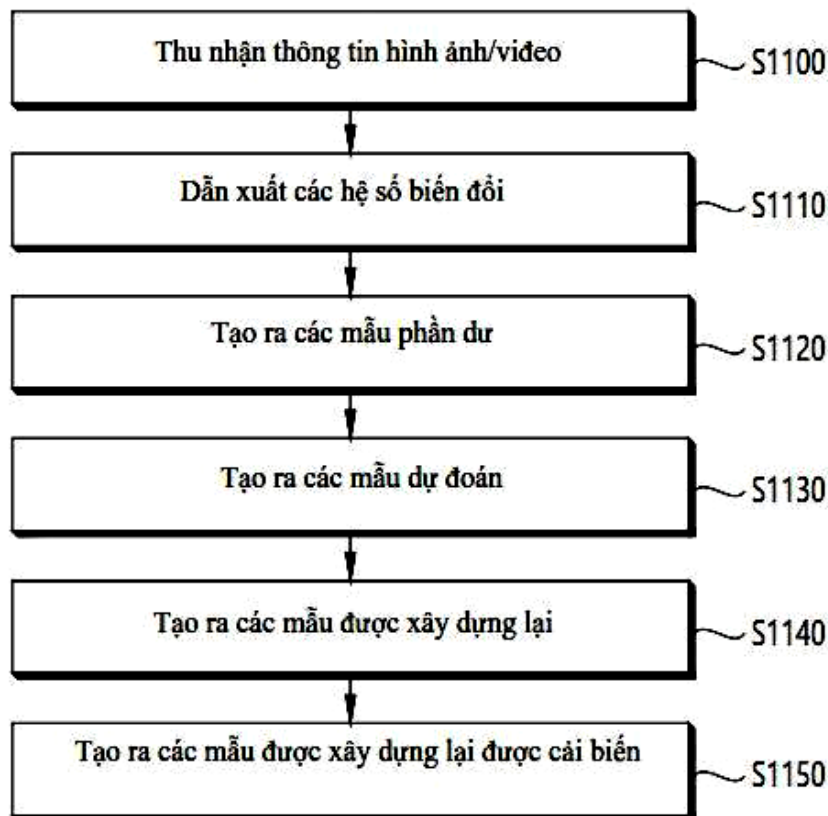 Thu nhận thông tin hình ảnh/viđeo
S1100
Dẫn xuất các hệ số biến đổi
S1110
Tạo ra các mẫu phần dư
S1120
Tạo ra các mẫu dự đoán
S1130
Tạo ra các mẫu được xây dựng lại
S1140
Tạo ra các mẫu được xây dựng lại được cải biến
S1150